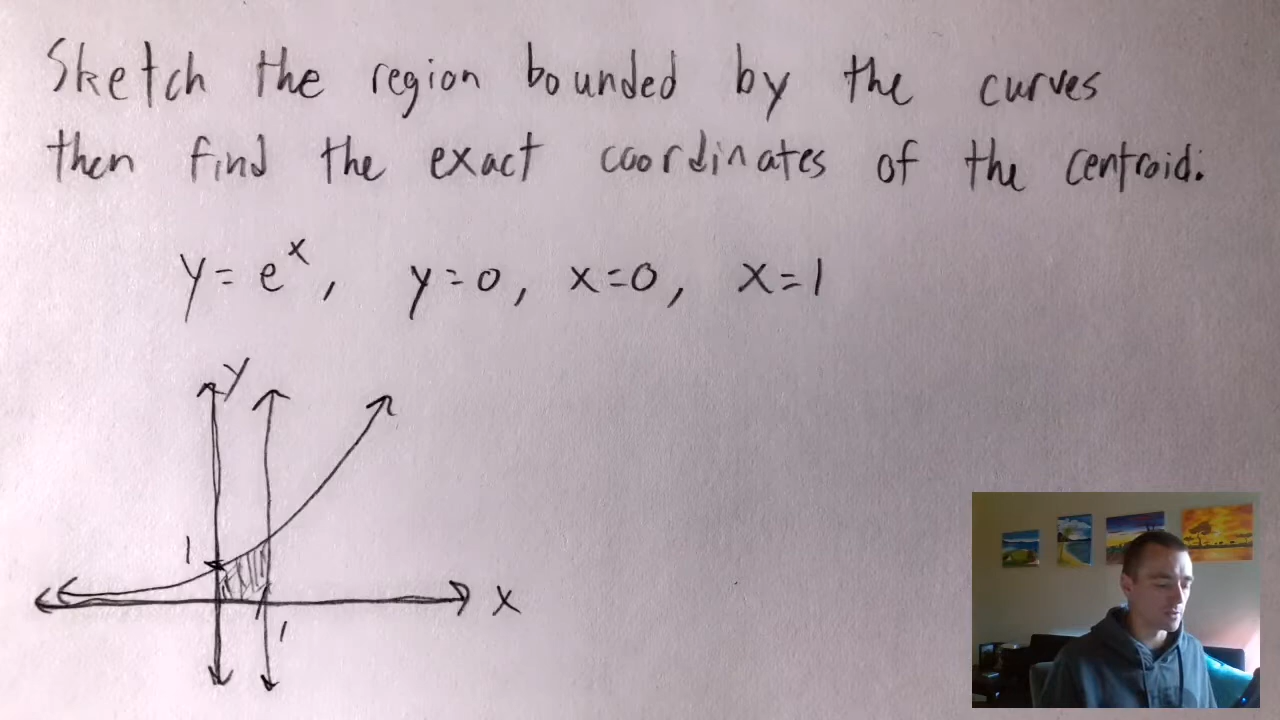 Sketch the region bounded by the curves
then find the exact coordinates of the centroid.
y = e^x, y = 0, x = 0, x = 1
y
1
x
1